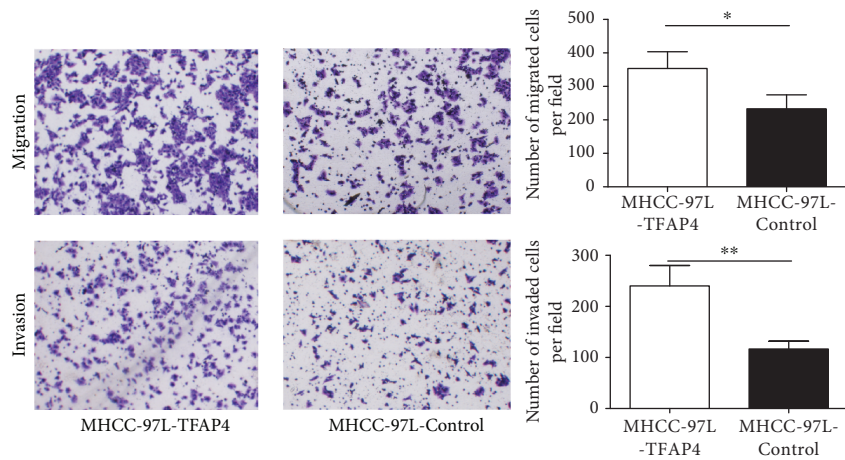 Migration
Number of migrated cells
per field
500
400
300
200
100
0
*
MHCC-97L
-TFAP4
MHCC-97L-
Control
Invasion
MHCC-97L-TFAP4
MHCC-97L-Control
Number of invaded cells
per field
300
200
100
0
**
MHCC-97L
-TFAP4
MHCC-97L-
Control